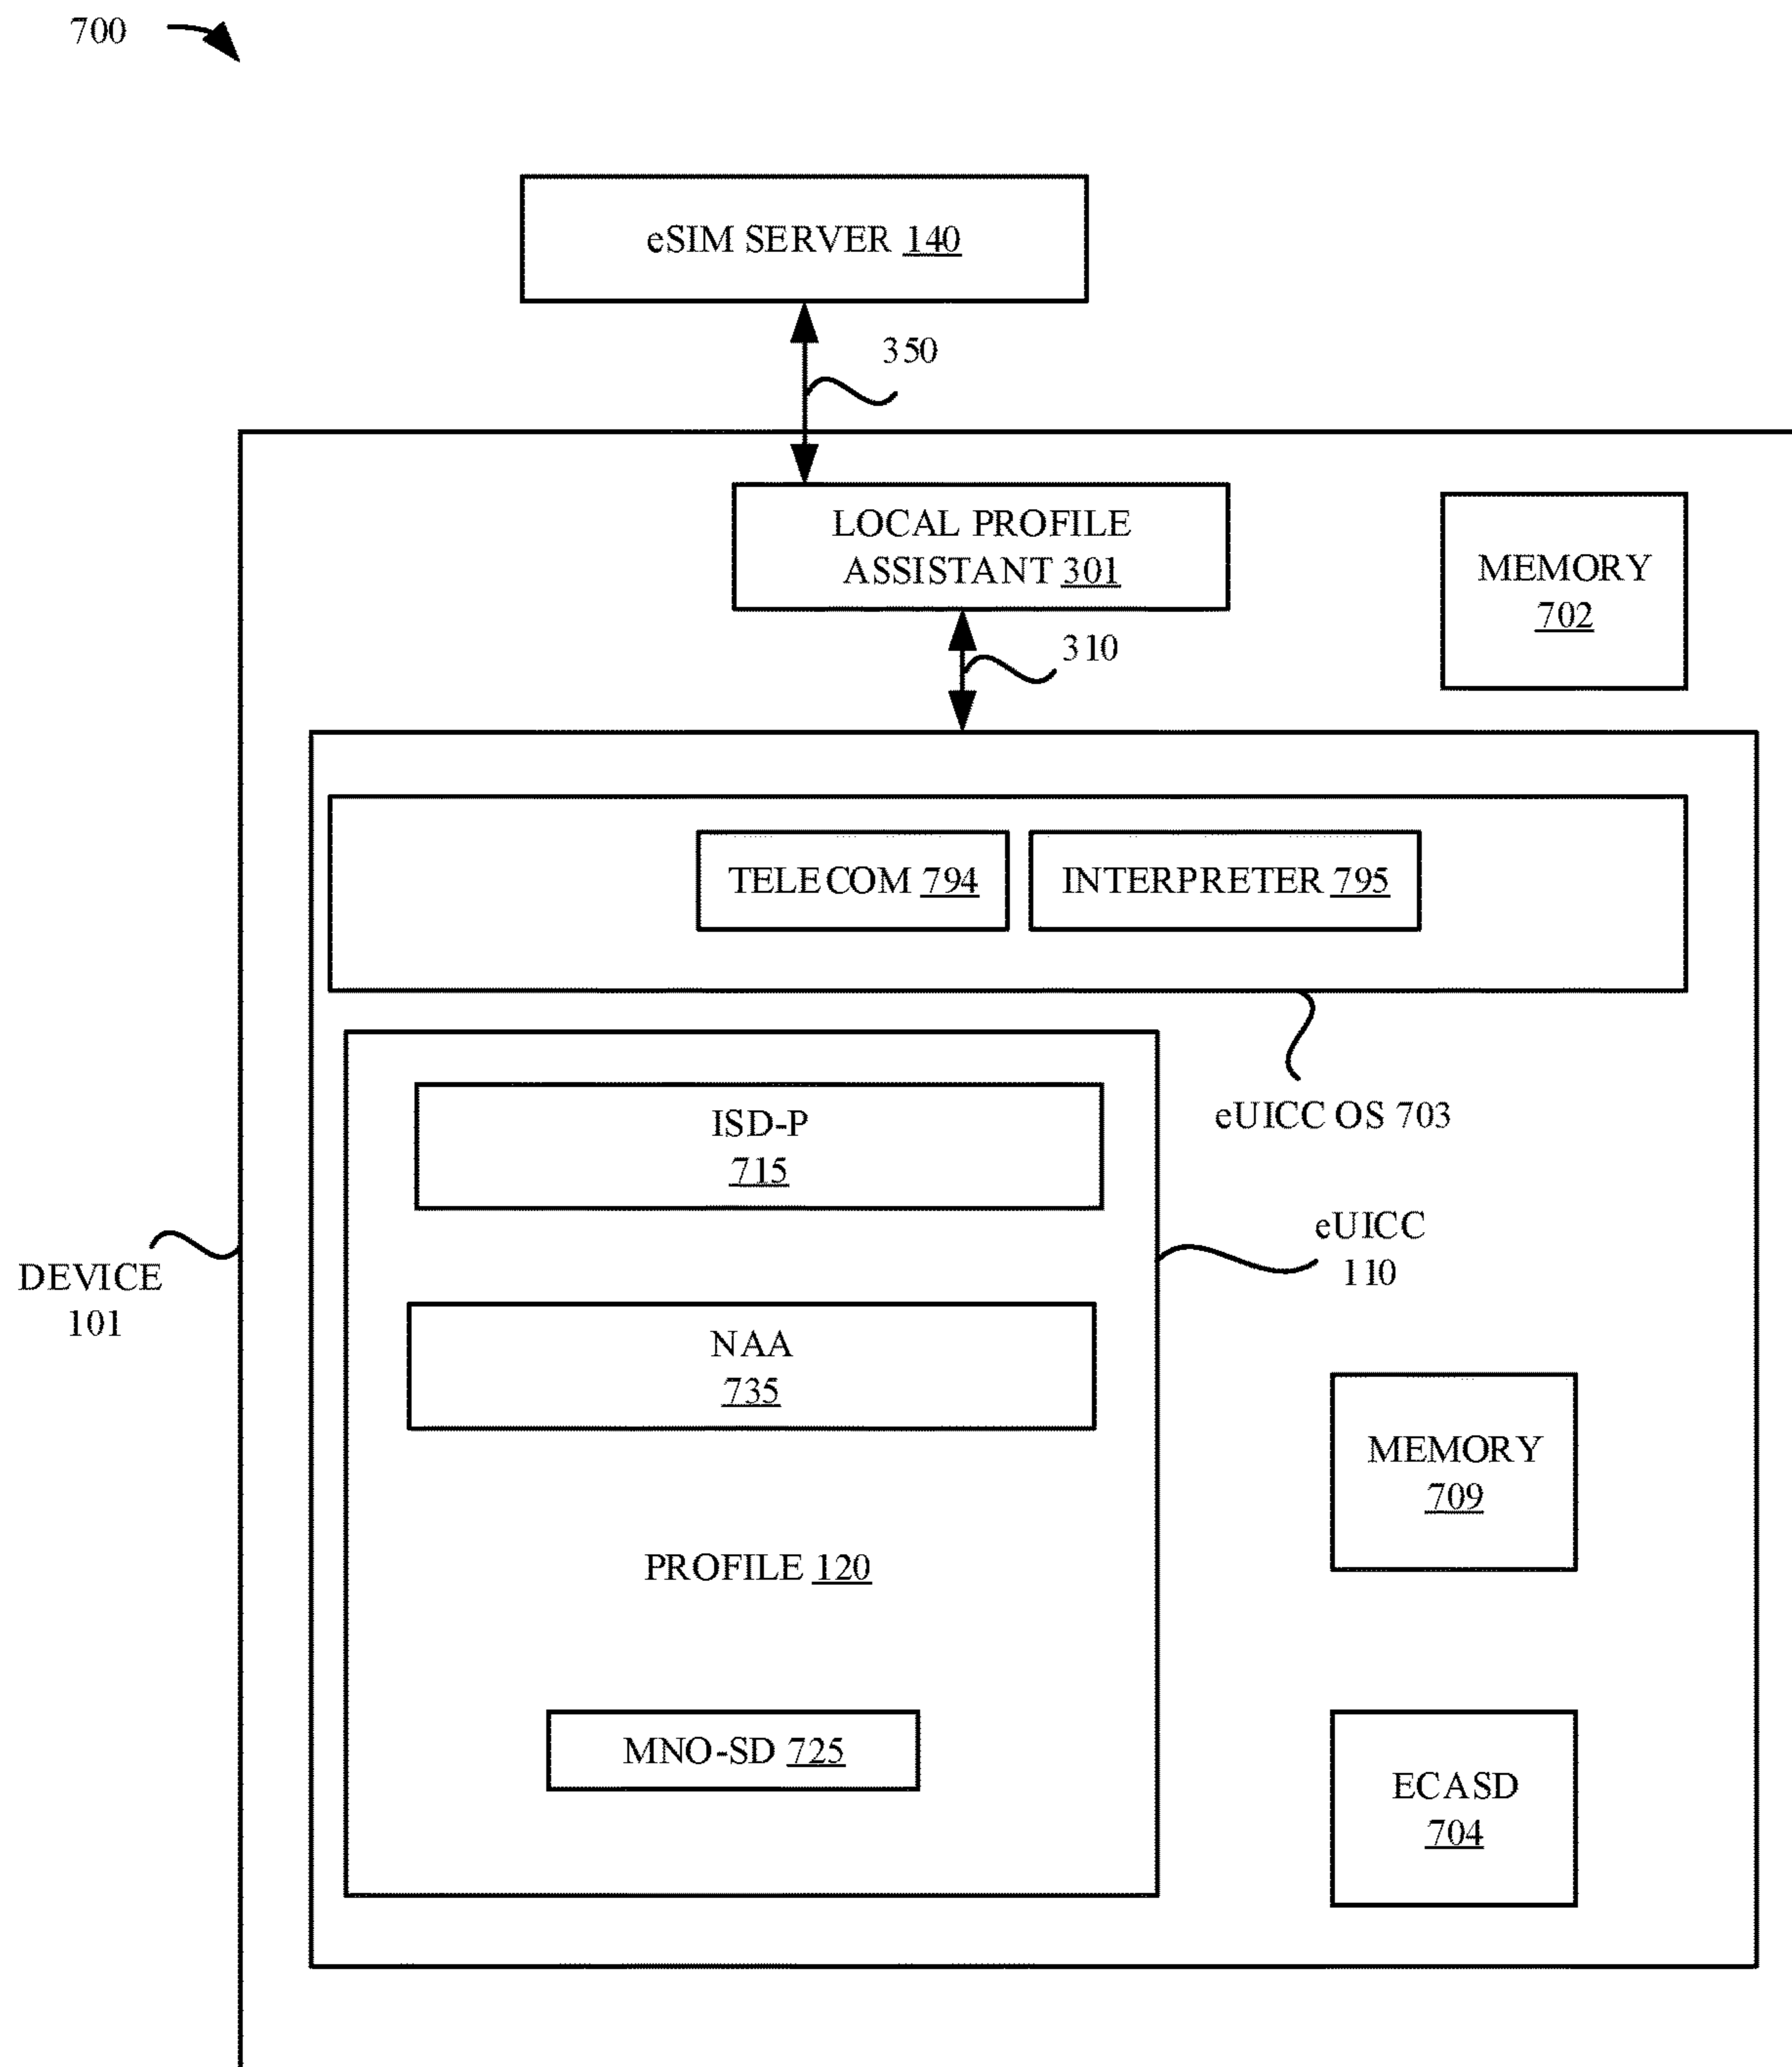 700
eSIM SERVER 140
350
LOCAL PROFILE
ASSISTANT 301
MEMORY
702
310
TELECOM 794
INTERPRETER 795
eUICC OS 703
ISD-P
715
eUICC
110
DEVICE
101
NAA
735
MEMORY
709
PROFILE 120
MNO-SD 725
ECASD
704